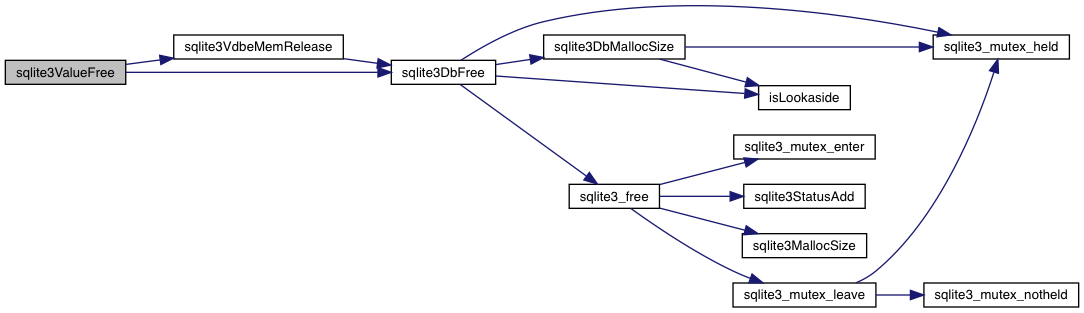 sqlite3ValueFree
sqlite3VdbeMemRelease
sqlite3DbFree
sqlite3DbMallocSize
sqlite3_mutex_held
isLookaside
sqlite3_free
sqlite3_mutex_enter
sqlite3StatusAdd
sqlite3MallocSize
sqlite3_mutex_leave
sqlite3_mutex_notheld